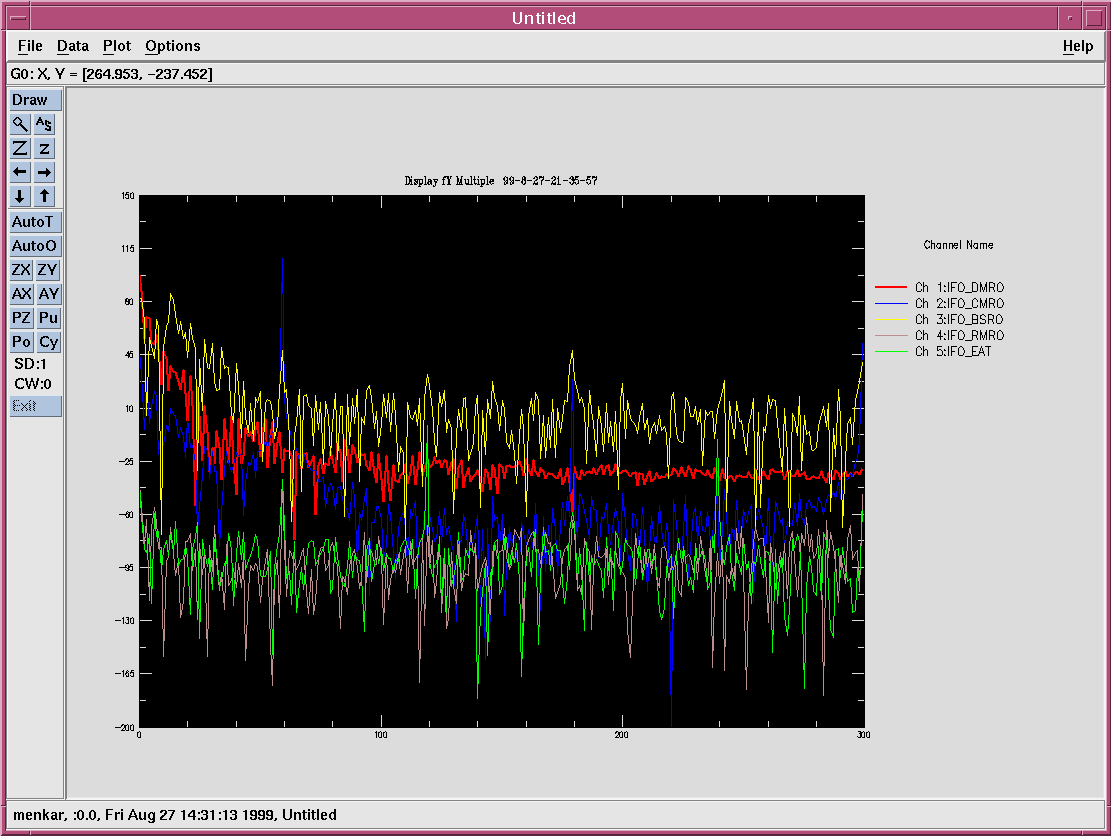 Untitled
File Data Plot Options Help
G0: X, Y = [264.953, -237.452]
Draw
A S
Z z
AutoT
AutoO
ZX ZY
AX AY
PZ Pu
Po Cy
SD:1
CW:0
Exit
Display fY Multiple 99-8-27-21-35-57
150
115
80
45
10
-25
-60
-95
-130
-165
-200
0 100 200 300
Channel Name
Ch 1:IFO_DMRO
Ch 2:IFO_CMRO
Ch 3:IFO_BSRO
Ch 4:IFO_RMRO
Ch 5:IFO_EAT
menkar, :0.0, Fri Aug 27 14:31:13 1999, Untitled